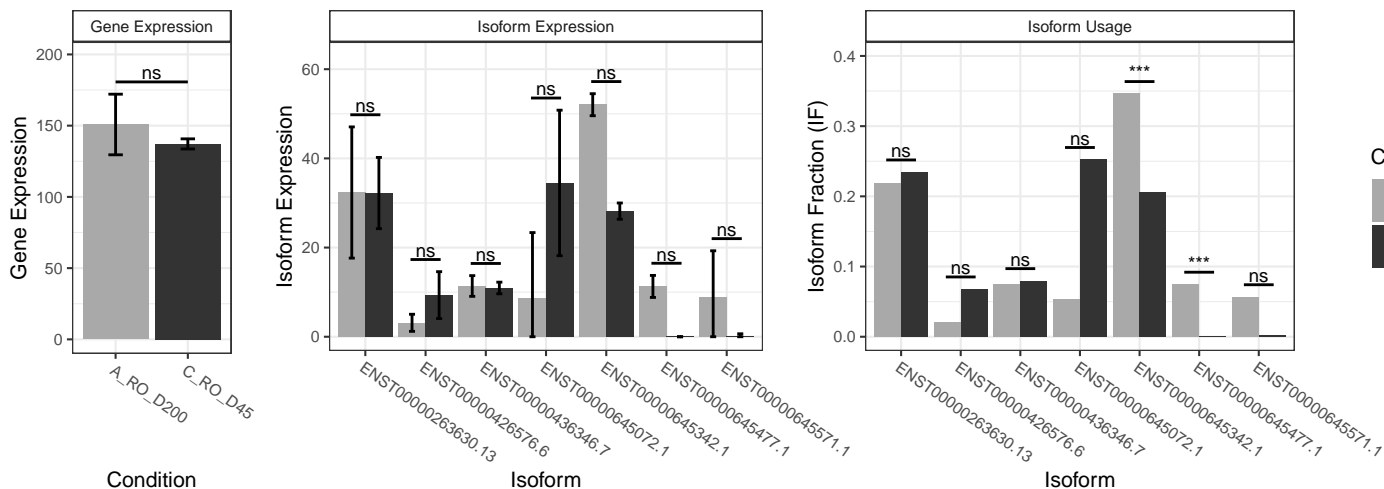 Gene Expression
Isoform Expression
Isoform Usage
Gene Expression
200
150
100
50
0
ns
A_RO_D200
C_RO_D45
Condition
Isoform Expression
60
40
20
0
ns
ns
ns
ns
ns
ns
ns
ENST00000263630.13
ENST00000426576.6
ENST00000436346.7
ENST00000645072.1
ENST00000645342.1
ENST00000645477.1
ENST00000645571.1
Isoform
Isoform Fraction (IF)
0.4
0.3
0.2
0.1
0.0
ns
ns
ns
ns
***
***
ns
ENST00000263630.13
ENST00000426576.6
ENST00000436346.7
ENST00000645072.1
ENST00000645342.1
ENST00000645477.1
ENST00000645571.1
Isoform
C